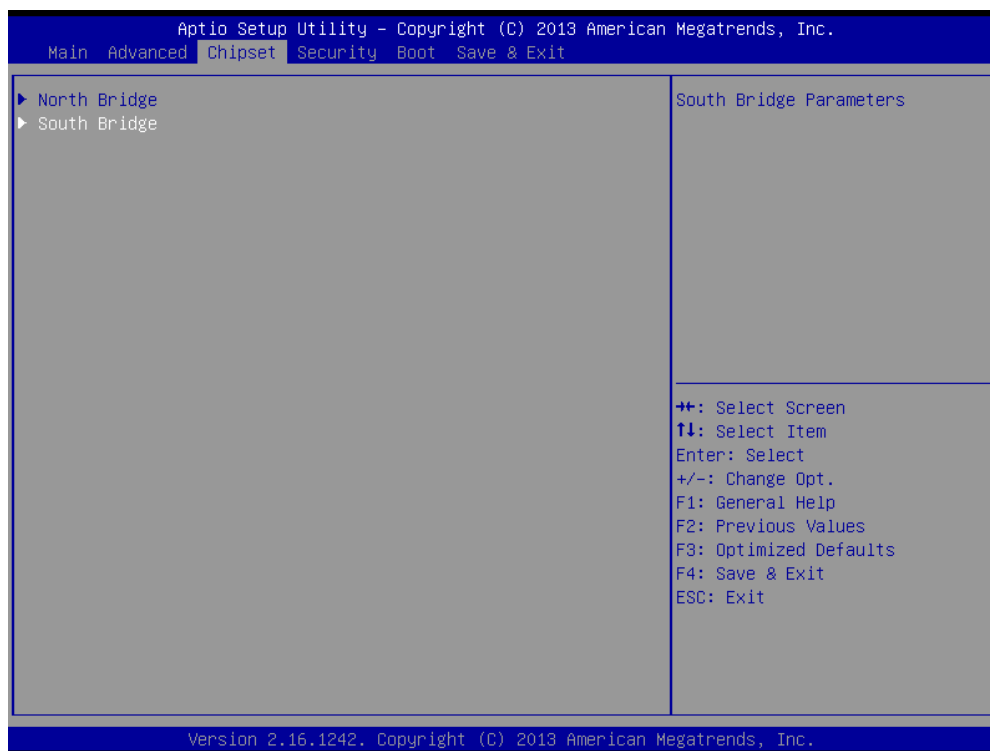 Aptio Setup Utility – Copyright (C) 2013 American Megatrends, Inc.
Main Advanced Chipset Security Boot Save & Exit
▶ North Bridge
▶ South Bridge
South Bridge Parameters
→←: Select Screen
↑↓: Select Item
Enter: Select
+/-: Change Opt.
F1: General Help
F2: Previous Values
F3: Optimized Defaults
F4: Save & Exit
ESC: Exit
Version 2.16.1242. Copyright (C) 2013 American Megatrends, Inc.